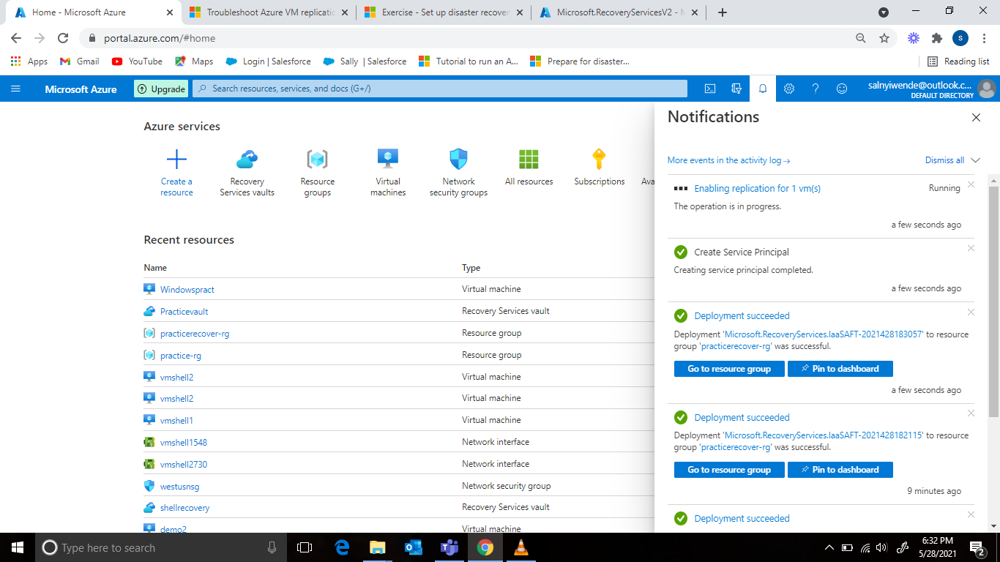 Home - Microsoft Azure
Troubleshoot Azure VM replicatio
Exercise - Set up disaster recover
Microsoft.RecoveryServicesV2 - M
portal.azure.com/#home
S
Apps
Gmail
YouTube
Maps
Login | Salesforce
Sally | Salesforce
Tutorial to run an A...
Prepare for disaster...
Reading list
Microsoft Azure
Upgrade
Search resources, services, and docs (G+/)
salnyiwende@outlook.c...
DEFAULT DIRECTORY
Azure services
Create a
resource
Recovery
Services vaults
Resource
groups
Virtual
machines
Network
security groups
All resources
Subscriptions
Ava
Recent resources
Name Type
Windowspract Virtual machine
Practicevault Recovery Services vault
practicerecover-rg Resource group
practice-rg Resource group
vmshell2 Virtual machine
vmshell2 Virtual machine
vmshell1 Virtual machine
vmshell1548 Network interface
vmshell2730 Network interface
westusnsg Network security group
shellrecovery Recovery Services vault
demo2 Virtual machine
Notifications
More events in the activity log →
Dismiss all
Enabling replication for 1 vm(s) Running
The operation is in progress.
a few seconds ago
Create Service Principal
Creating service principal completed.
a few seconds ago
Deployment succeeded
Deployment 'Microsoft.RecoveryServices.IaaSAFT-2021428183057' to resource
group 'practicerecover-rg' was successful.
Go to resource group
Pin to dashboard
a few seconds ago
Deployment succeeded
Deployment 'Microsoft.RecoveryServices.IaaSAFT-2021428182115' to resource
group 'practicerecover-rg' was successful.
Go to resource group
Pin to dashboard
9 minutes ago
Deployment succeeded
Type here to search
6:32 PM
5/28/2021
2